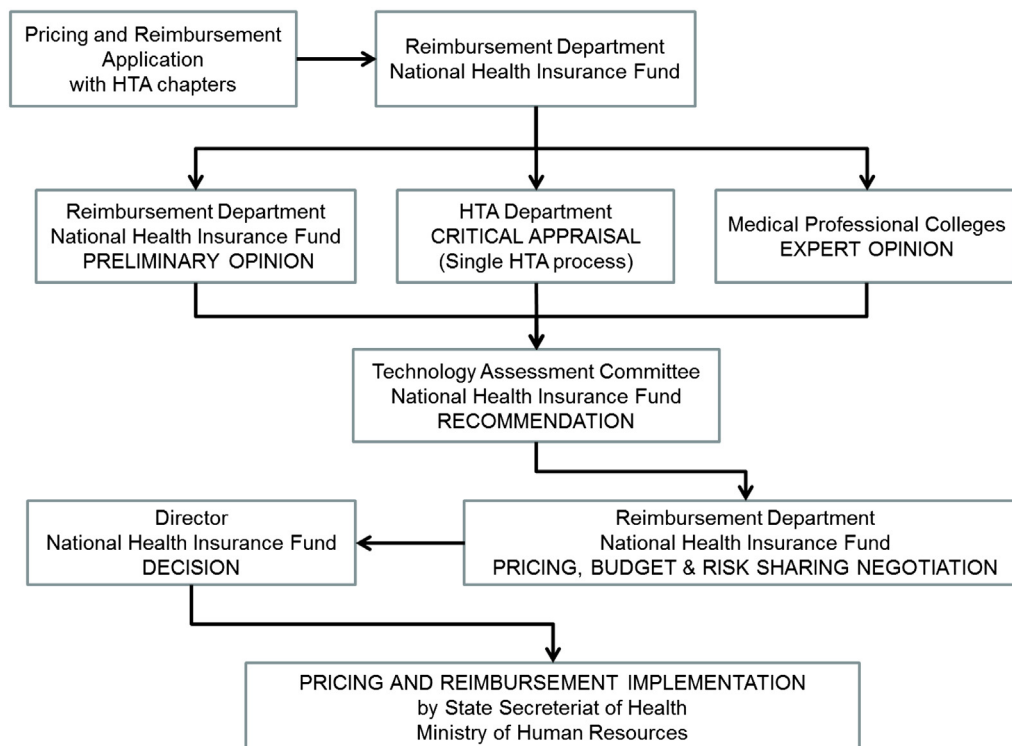 Pricing and Reimbursement
Application
with HTA chapters
Reimbursement Department
National Health Insurance Fund
Reimbursement Department
National Health Insurance Fund
PRELIMINARY OPINION
HTA Department
CRITICAL APPRAISAL
(Single HTA process)
Medical Professional Colleges
EXPERT OPINION
Technology Assessment Committee
National Health Insurance Fund
RECOMMENDATION
Director
National Health Insurance Fund
DECISION
Reimbursement Department
National Health Insurance Fund
PRICING, BUDGET & RISK SHARING NEGOTIATION
PRICING AND REIMBURSEMENT IMPLEMENTATION
by State Secreteriat of Health
Ministry of Human Resources